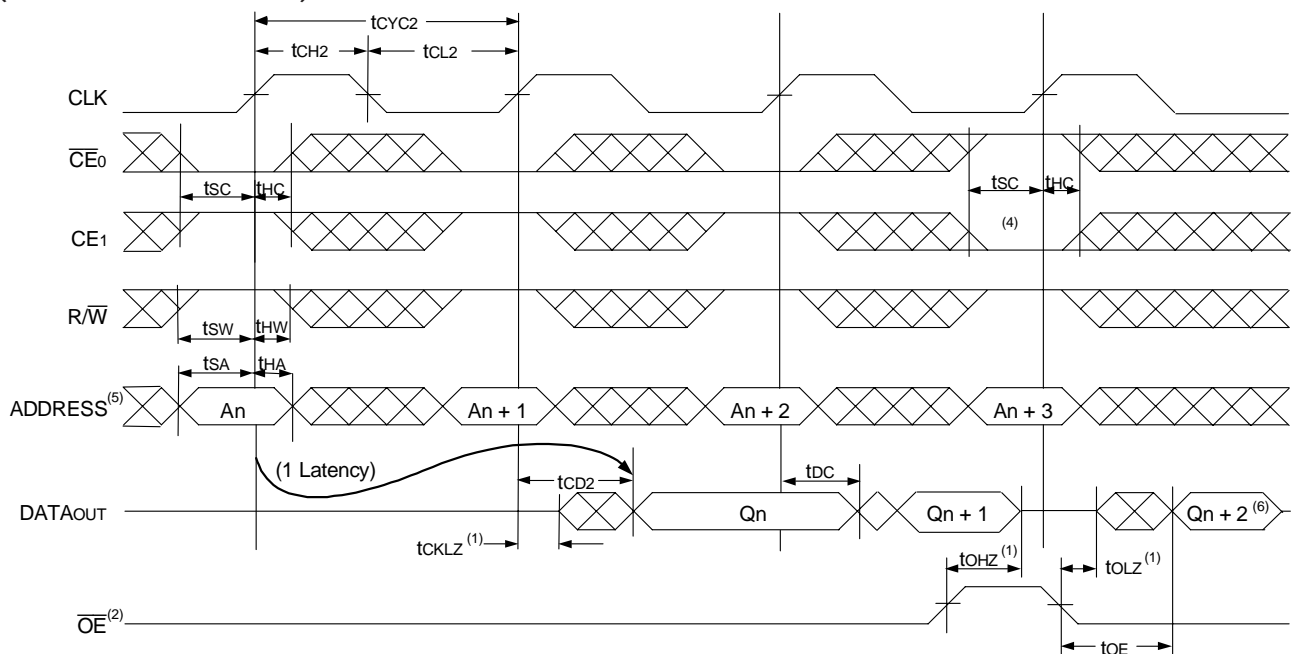 tCYC2
tCH2 tCL2
CLK
CE0
tSC tHC tSC tHC
CE1 (4)
R/W
tSW tHW
tSA tHA
ADDRESS(5) An An + 1 An + 2 An + 3
(1 Latency) tCD2 tDC
DATAOUT Qn Qn + 1 Qn + 2 (6)
tCKLZ (1) tOHZ (1) tOLZ (1)
OE(2)
tOE